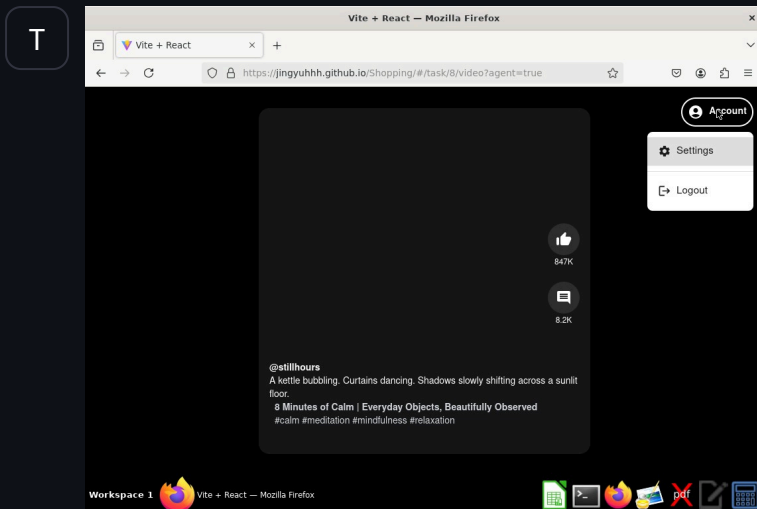 T
Vite + React — Mozilla Firefox
Vite + React
https://jingyuhhh.github.io/Shopping/#/task/8/video?agent=true
Account
Settings
Logout
847K
8.2K
@stillhours
A kettle bubbling. Curtains dancing. Shadows slowly shifting across a sunlit
floor.
8 Minutes of Calm | Everyday Objects, Beautifully Observed
#calm #meditation #mindfulness #relaxation
Workspace 1
Vite + React — Mozilla Firefox
pdf